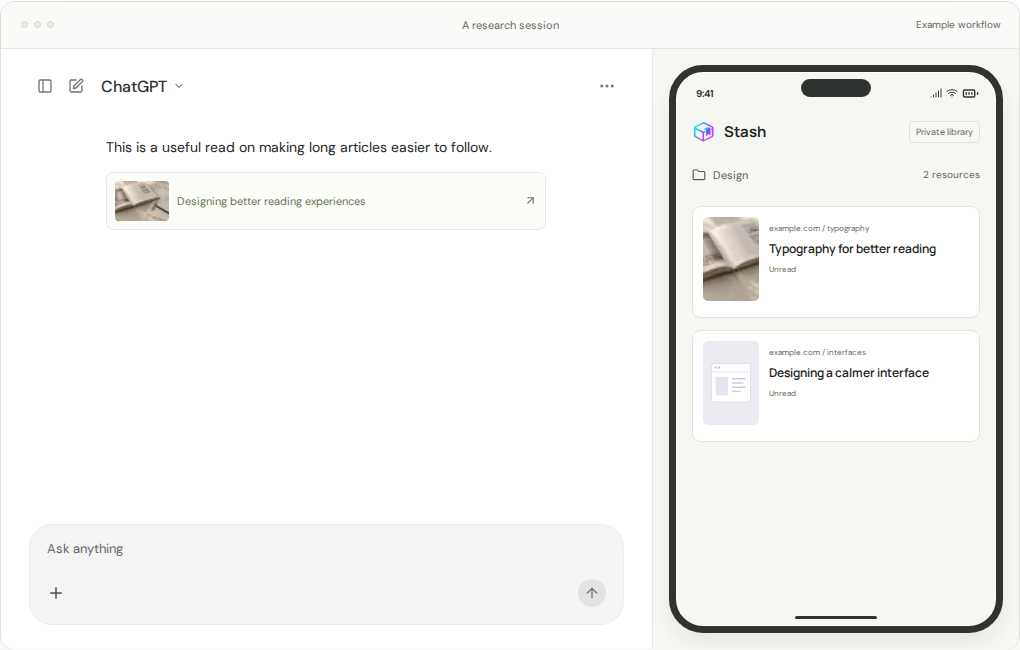 A research session
Example workflow
ChatGPT
This is a useful read on making long articles easier to follow.
Designing better reading experiences
Ask anything
9:41
Stash
Private library
Design
2 resources
example.com / typography
Typography for better reading
Unread
example.com / interfaces
Designing a calmer interface
Unread